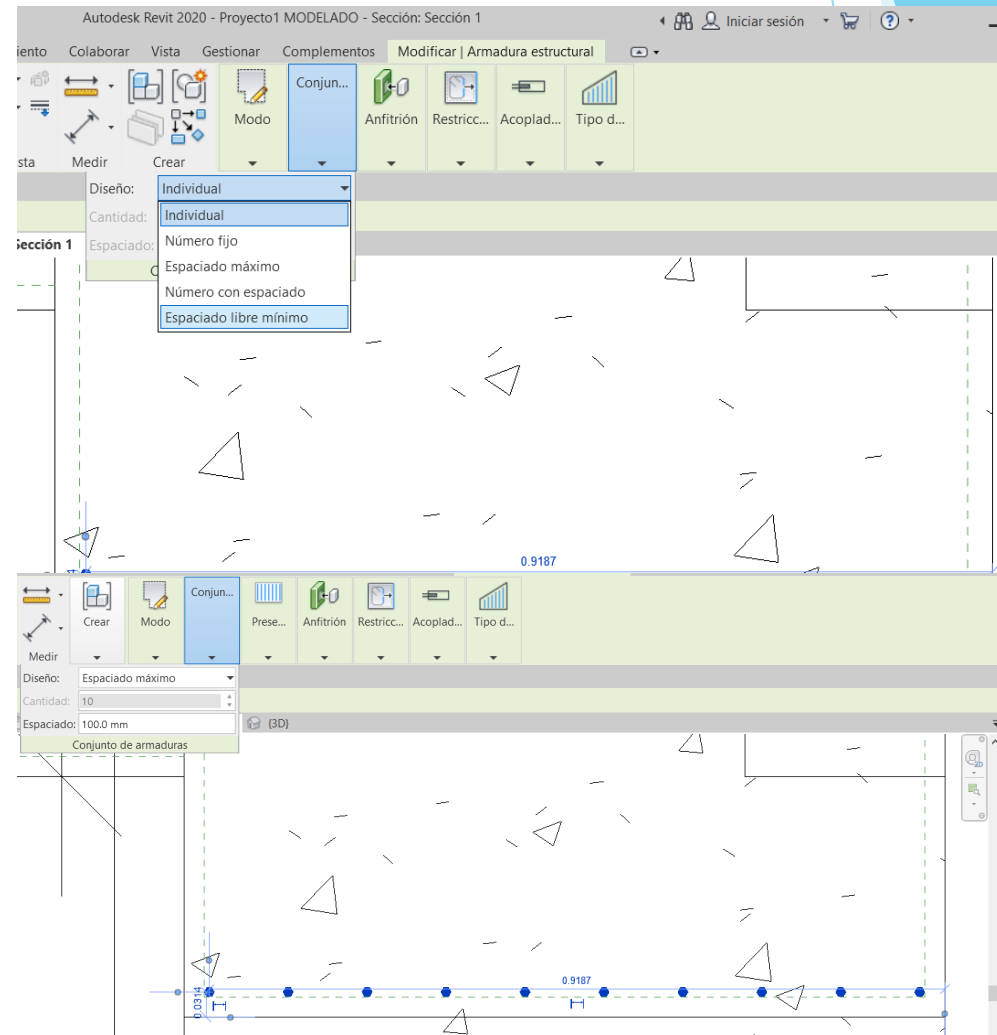 Autodesk Revit 2020 - Proyecto1 MODELADO - Sección: Sección 1 Iniciar sesión ?
iento Colaborar Vista Gestionar Complementos Modificar | Armadura estructural
Modo Conjun... Anfitrión Restricc... Acoplad... Tipo d...
sta Medir Crear
Diseño: Individual
Cantidad: Individual
Sección 1 Espaciado: Número fijo
C Espaciado máximo
Número con espaciado
Espaciado libre mínimo
0.9187
Crear Modo Conjun... Prese... Anfitrión Restricc... Acoplad... Tipo d...
Medir
Diseño: Espaciado máximo
Cantidad: 10
Espaciado: 100.0 mm {3D}
Conjunto de armaduras
2D
0.9187
0.0314